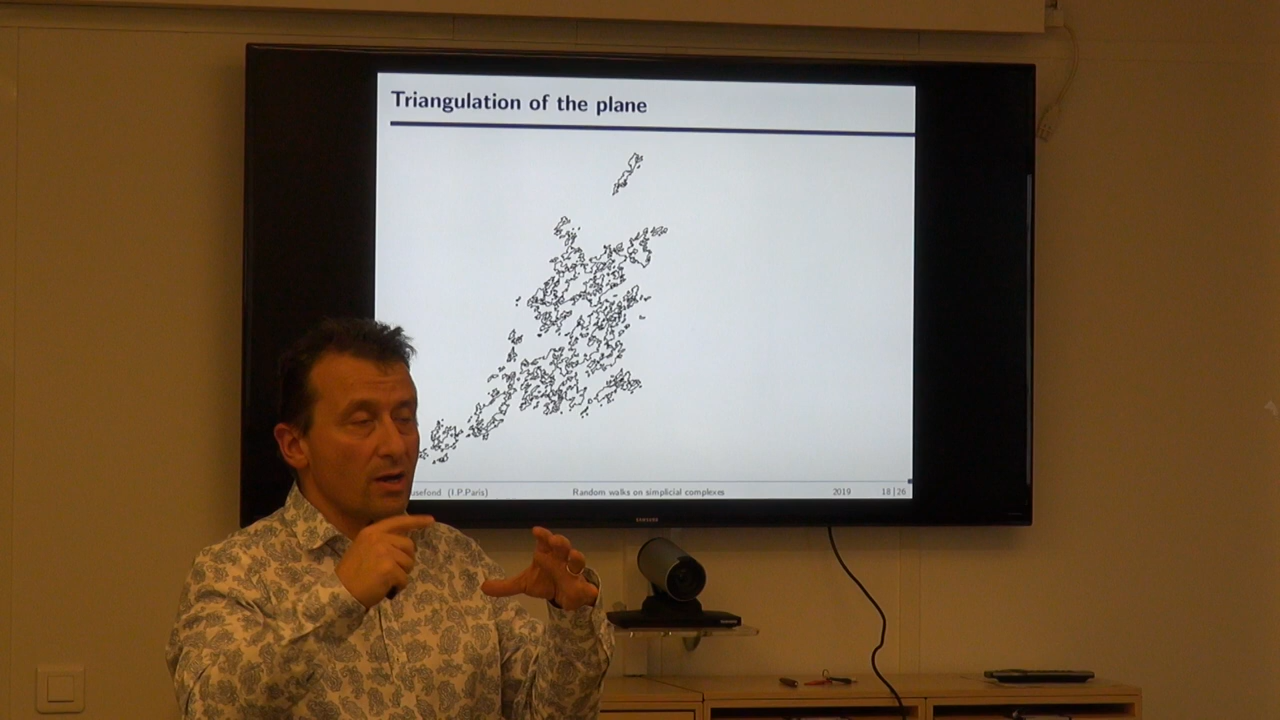 Triangulation of the plane
usefond (I.P.Paris) Random walks on simplicial complexes 2019 18 | 26
SAMSUNG